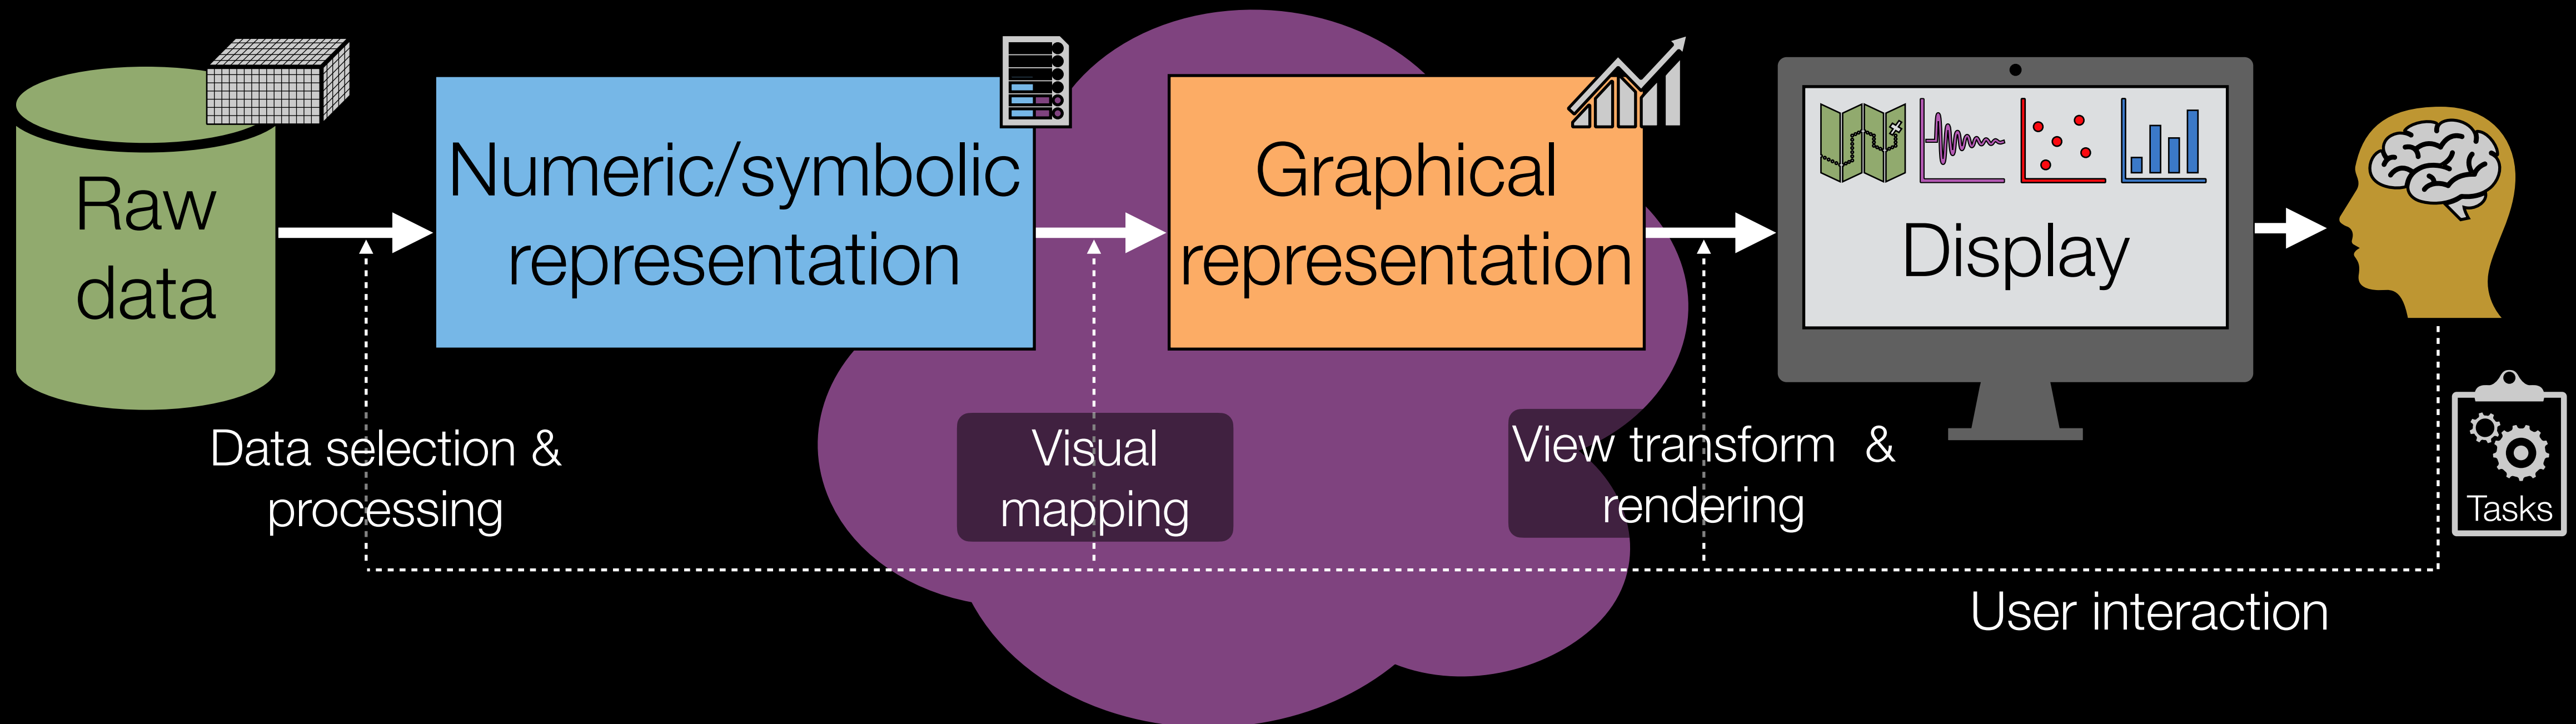 Raw
data
Numeric/symbolic
representation
Graphical
representation
Display
Data selection &
processing
Visual
mapping
View transform &
rendering
Tasks
User interaction